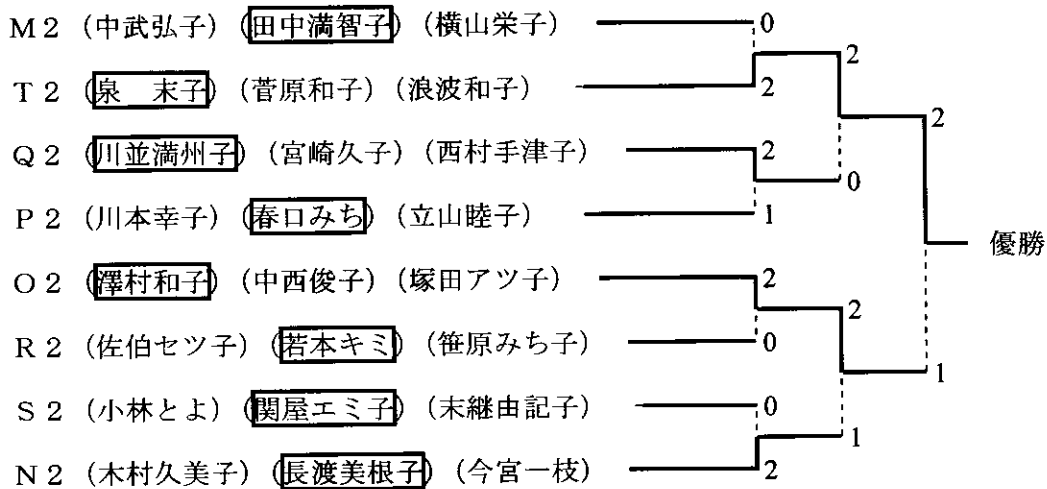 M2 (中武弘子) (田中満智子) (横山栄子) 0
2
T2 (泉 末子) (菅原和子) (浪波和子) 2
2
Q2 (川並満州子) (宮崎久子) (西村手津子) 2
0
P2 (川本幸子) (春口みち) (立山睦子) 1
優勝
O2 (澤村和子) (中西俊子) (塚田アツ子) 2
2
R2 (佐伯セツ子) (若本キミ) (笹原みち子) 0
1
S2 (小林とよ) (関屋エミ子) (末継由記子) 0
1
N2 (木村久美子) (長渡美根子) (今宮一枝) 2